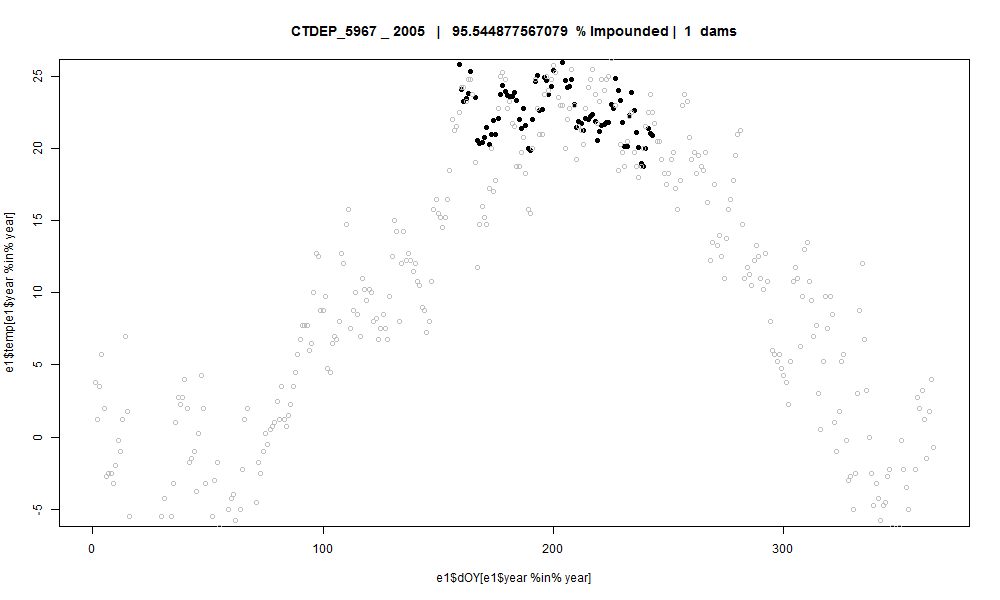 CTDEP_5967 _ 2005 | 95.544877567079 % Impounded | 1 dams
e1$temp[e1$year %in% year]
25
20
15
10
5
0
-5
0 100 200 300
e1$dOY[e1$year %in% year]